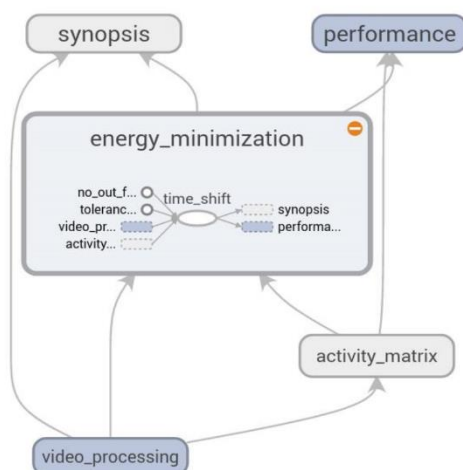 synopsis
performance
energy_minimization
no_out_f...
time_shift
toleranc...
synopsis
video_pr...
performa...
activity...
activity_matrix
video_processing